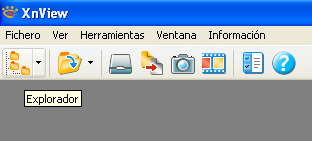 XnView
Fichero Ver Herramientas Ventana Información
Explorador